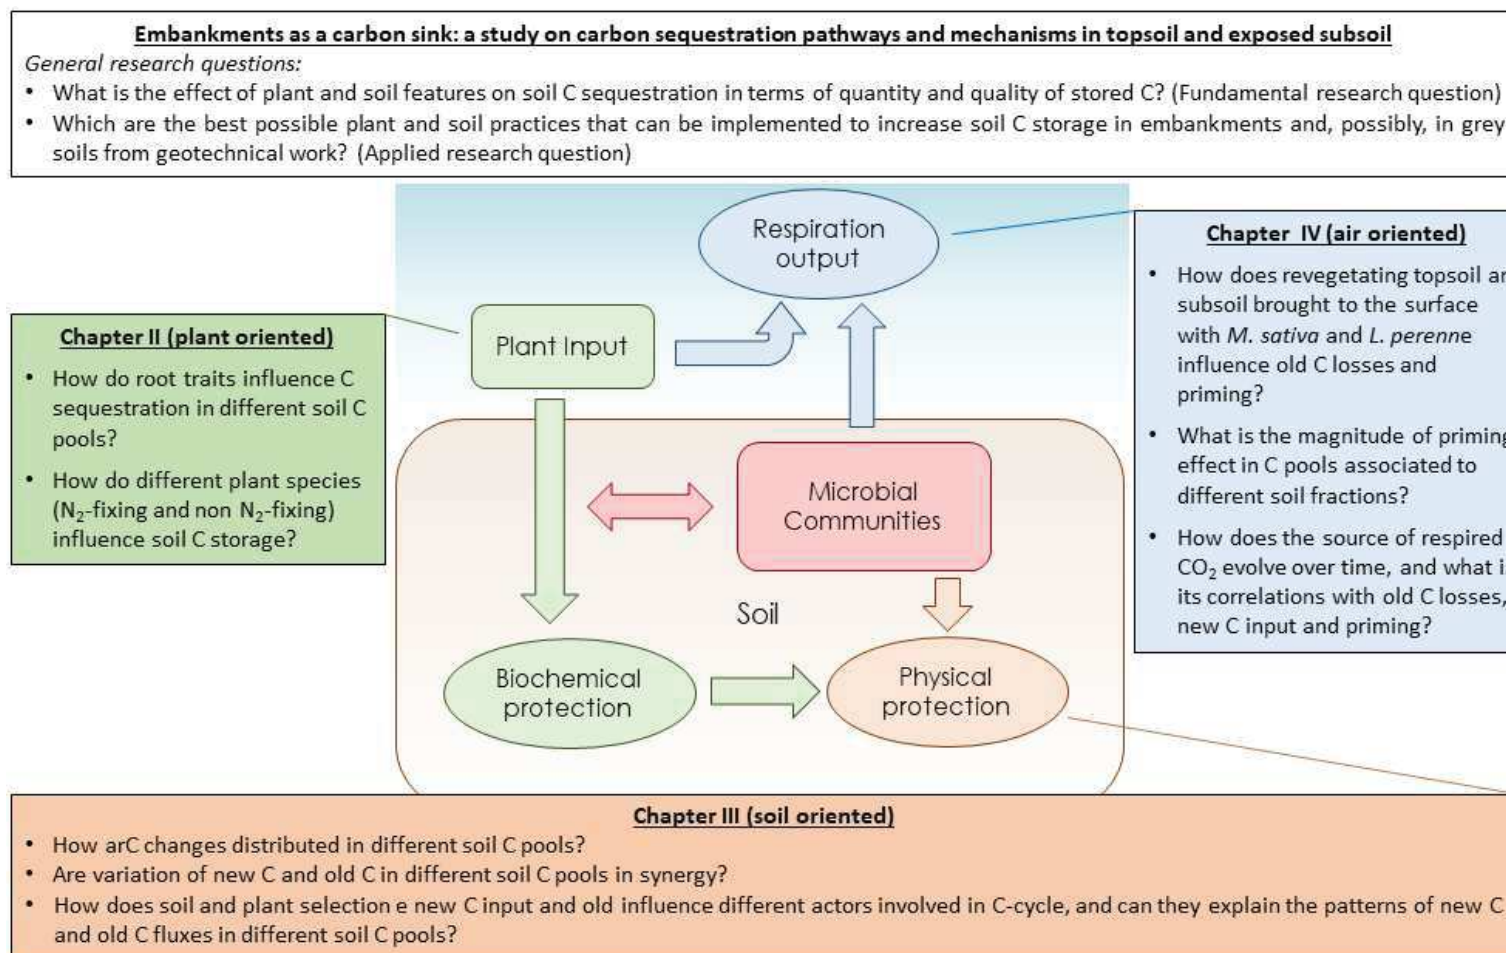 Embankments as a carbon sink: a study on carbon sequestration pathways and mechanisms in topsoil and exposed subsoil
General research questions:
• What is the effect of plant and soil features on soil C sequestration in terms of quantity and quality of stored C? (Fundamental research question)
• Which are the best possible plant and soil practices that can be implemented to increase soil C storage in embankments and, possibly, in grey
soils from geotechnical work? (Applied research question)
Respiration
output
Plant Input
Chapter II (plant oriented)
• How do root traits influence C
sequestration in different soil C
pools?
• How do different plant species
(N₂-fixing and non N₂-fixing)
influence soil C storage?
Chapter IV (air oriented)
• How does revegetating topsoil
subsoil brought to the surface
with M. sativa and L. perenne
influence old C losses and
priming?
• What is the magnitude of priming
effect in C pools associated to
different soil fractions?
• How does the source of respired
CO₂ evolve over time, and what
its correlations with old C losses,
new C input and priming?
Microbial
Communities
Soil
Biochemical
protection
Physical
protection
Chapter III (soil oriented)
• How arC changes distributed in different soil C pools?
• Are variation of new C and old C in different soil C pools in synergy?
• How does soil and plant selection e new C input and old influence different actors involved in C-cycle, and can they explain the patterns of new C
and old C fluxes in different soil C pools?